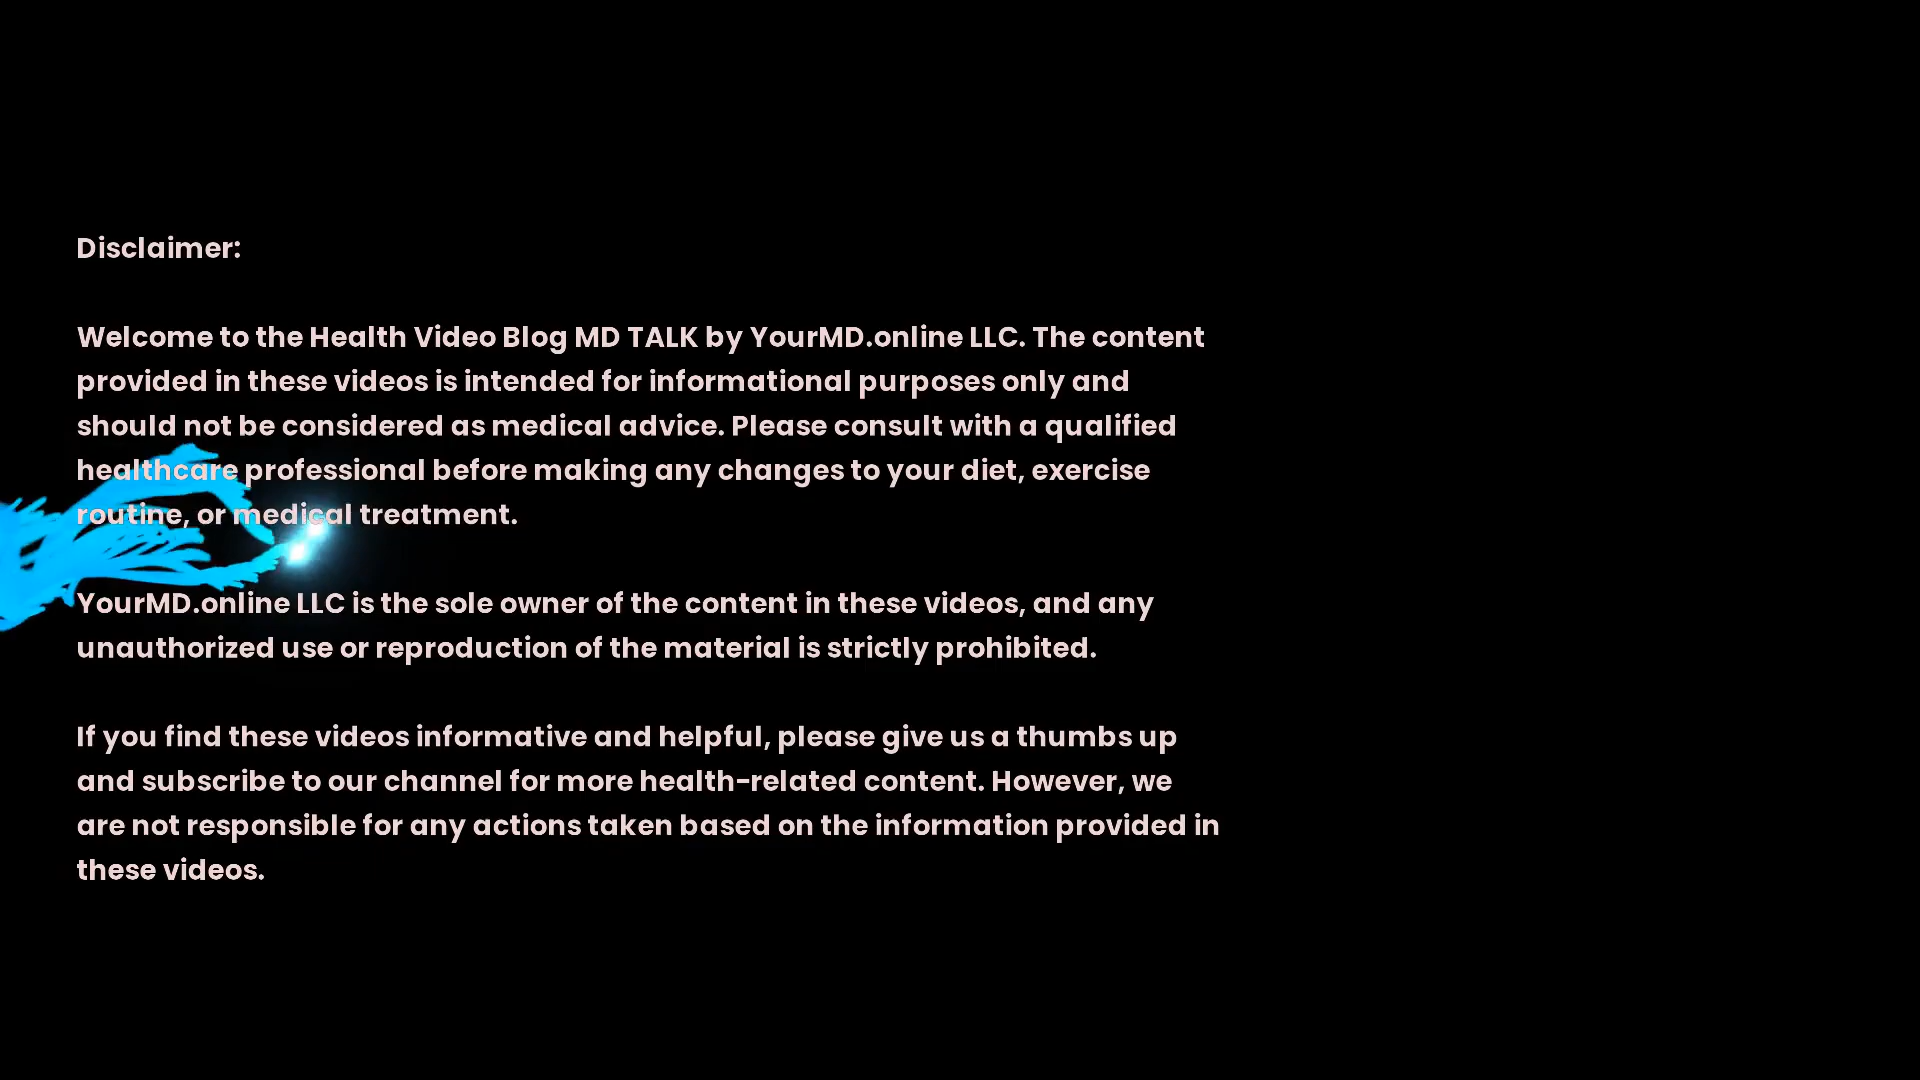 Disclaimer:
Welcome to the Health Video Blog MD TALK by YourMD.online LLC. The content
provided in these videos is intended for informational purposes only and
should not be considered as medical advice. Please consult with a qualified
healthcare professional before making any changes to your diet, exercise
routine, or medical treatment.
YourMD.online LLC is the sole owner of the content in these videos, and any
unauthorized use or reproduction of the material is strictly prohibited.
If you find these videos informative and helpful, please give us a thumbs up
and subscribe to our channel for more health-related content. However, we
are not responsible for any actions taken based on the information provided in
these videos.